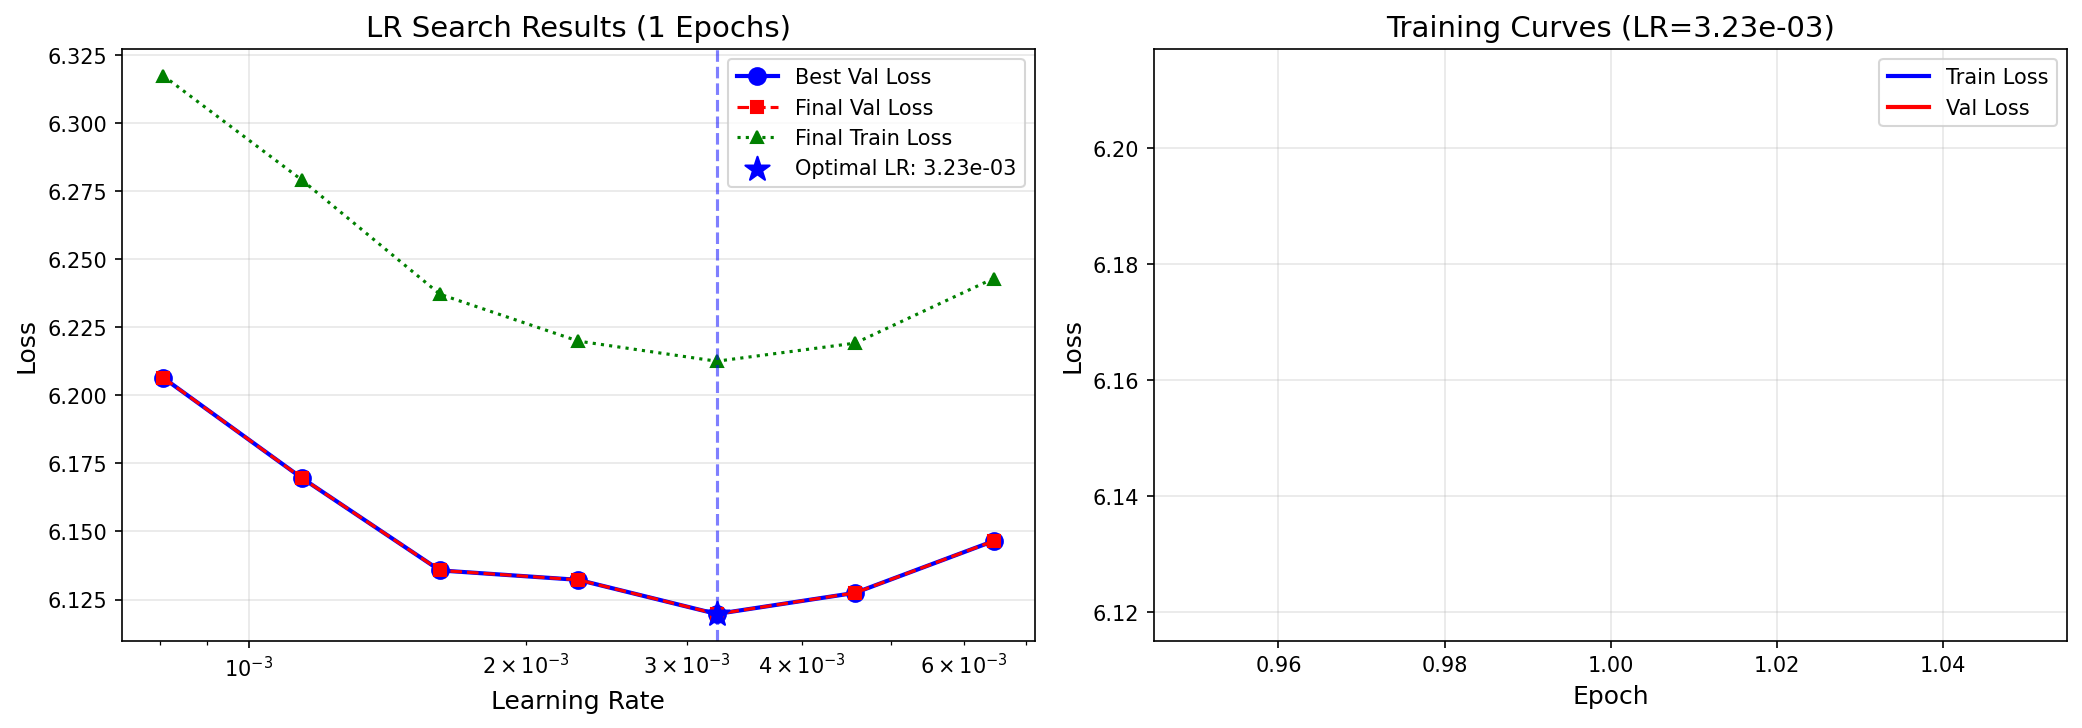 LR Search Results (1 Epochs)
Loss
6.325
6.300
6.275
6.250
6.225
6.200
6.175
6.150
6.125
Best Val Loss
Final Val Loss
Final Train Loss
Optimal LR: 3.23e-03
10⁻³
2 × 10⁻³
3 × 10⁻³
4 × 10⁻³
6 × 10⁻³
Learning Rate
Training Curves (LR=3.23e-03)
Loss
6.20
6.18
6.16
6.14
6.12
Train Loss
Val Loss
0.96
0.98
1.00
1.02
1.04
Epoch